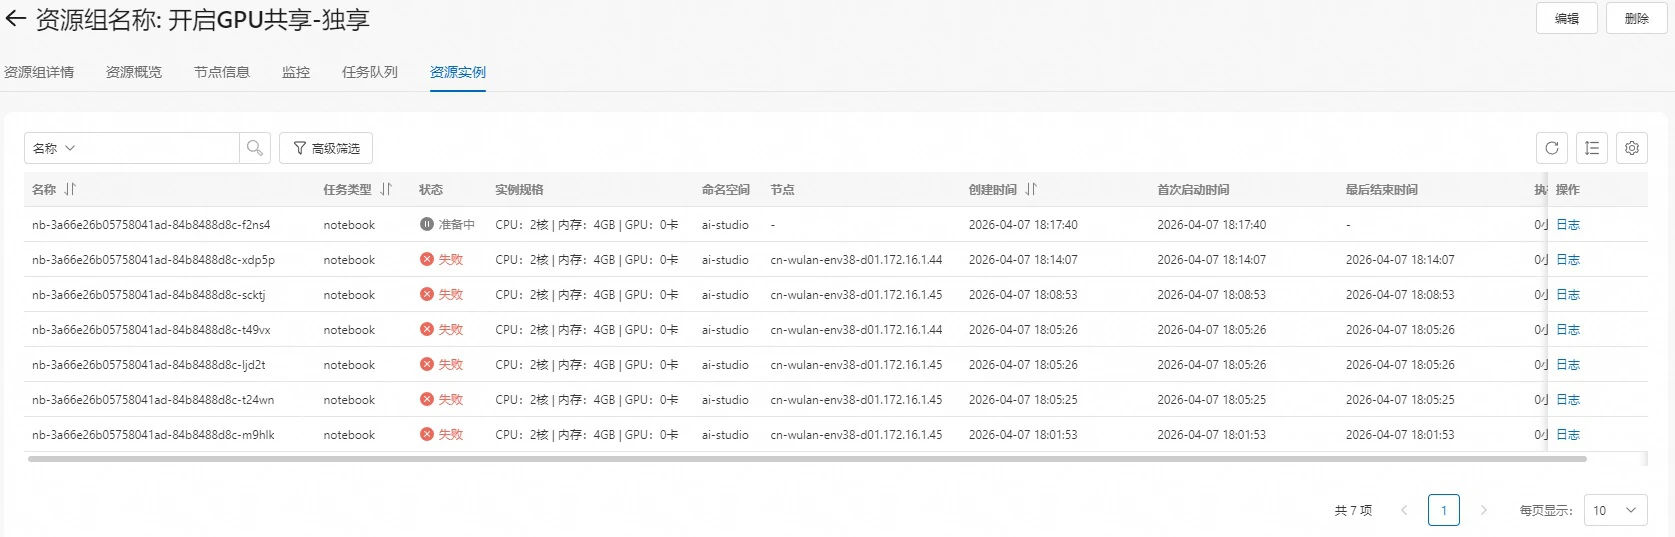 资源组名称: 开启GPU共享-独享
编辑 删除
资源组详情 资源概览 节点信息 监控 任务队列 资源实例
名称 高级筛选
名称 任务类型 状态 实例规格 命名空间 节点 创建时间 首次启动时间 最后结束时间 操作
nb-3a66e26b05758041ad-84b8488d8c-f2ns4 notebook 准备中 CPU: 2核 | 内存: 4GB | GPU: 0卡 ai-studio - 2026-04-07 18:17:40 2026-04-07 18:17:40 - 0小 日志
nb-3a66e26b05758041ad-84b8488d8c-xdp5p notebook 失败 CPU: 2核 | 内存: 4GB | GPU: 0卡 ai-studio cn-wulan-env38-d01.172.16.1.44 2026-04-07 18:14:07 2026-04-07 18:14:07 2026-04-07 18:14:07 0小 日志
nb-3a66e26b05758041ad-84b8488d8c-scktj notebook 失败 CPU: 2核 | 内存: 4GB | GPU: 0卡 ai-studio cn-wulan-env38-d01.172.16.1.45 2026-04-07 18:08:53 2026-04-07 18:08:53 2026-04-07 18:08:53 0小 日志
nb-3a66e26b05758041ad-84b8488d8c-t49vx notebook 失败 CPU: 2核 | 内存: 4GB | GPU: 0卡 ai-studio cn-wulan-env38-d01.172.16.1.44 2026-04-07 18:05:26 2026-04-07 18:05:26 2026-04-07 18:05:26 0小 日志
nb-3a66e26b05758041ad-84b8488d8c-ljd2t notebook 失败 CPU: 2核 | 内存: 4GB | GPU: 0卡 ai-studio cn-wulan-env38-d01.172.16.1.45 2026-04-07 18:05:26 2026-04-07 18:05:26 2026-04-07 18:05:26 0小 日志
nb-3a66e26b05758041ad-84b8488d8c-t24wn notebook 失败 CPU: 2核 | 内存: 4GB | GPU: 0卡 ai-studio cn-wulan-env38-d01.172.16.1.45 2026-04-07 18:05:25 2026-04-07 18:05:25 2026-04-07 18:05:25 0小 日志
nb-3a66e26b05758041ad-84b8488d8c-m9hlk notebook 失败 CPU: 2核 | 内存: 4GB | GPU: 0卡 ai-studio cn-wulan-env38-d01.172.16.1.45 2026-04-07 18:01:53 2026-04-07 18:01:53 2026-04-07 18:01:53 0小 日志
共 7 项 1 每页显示: 10